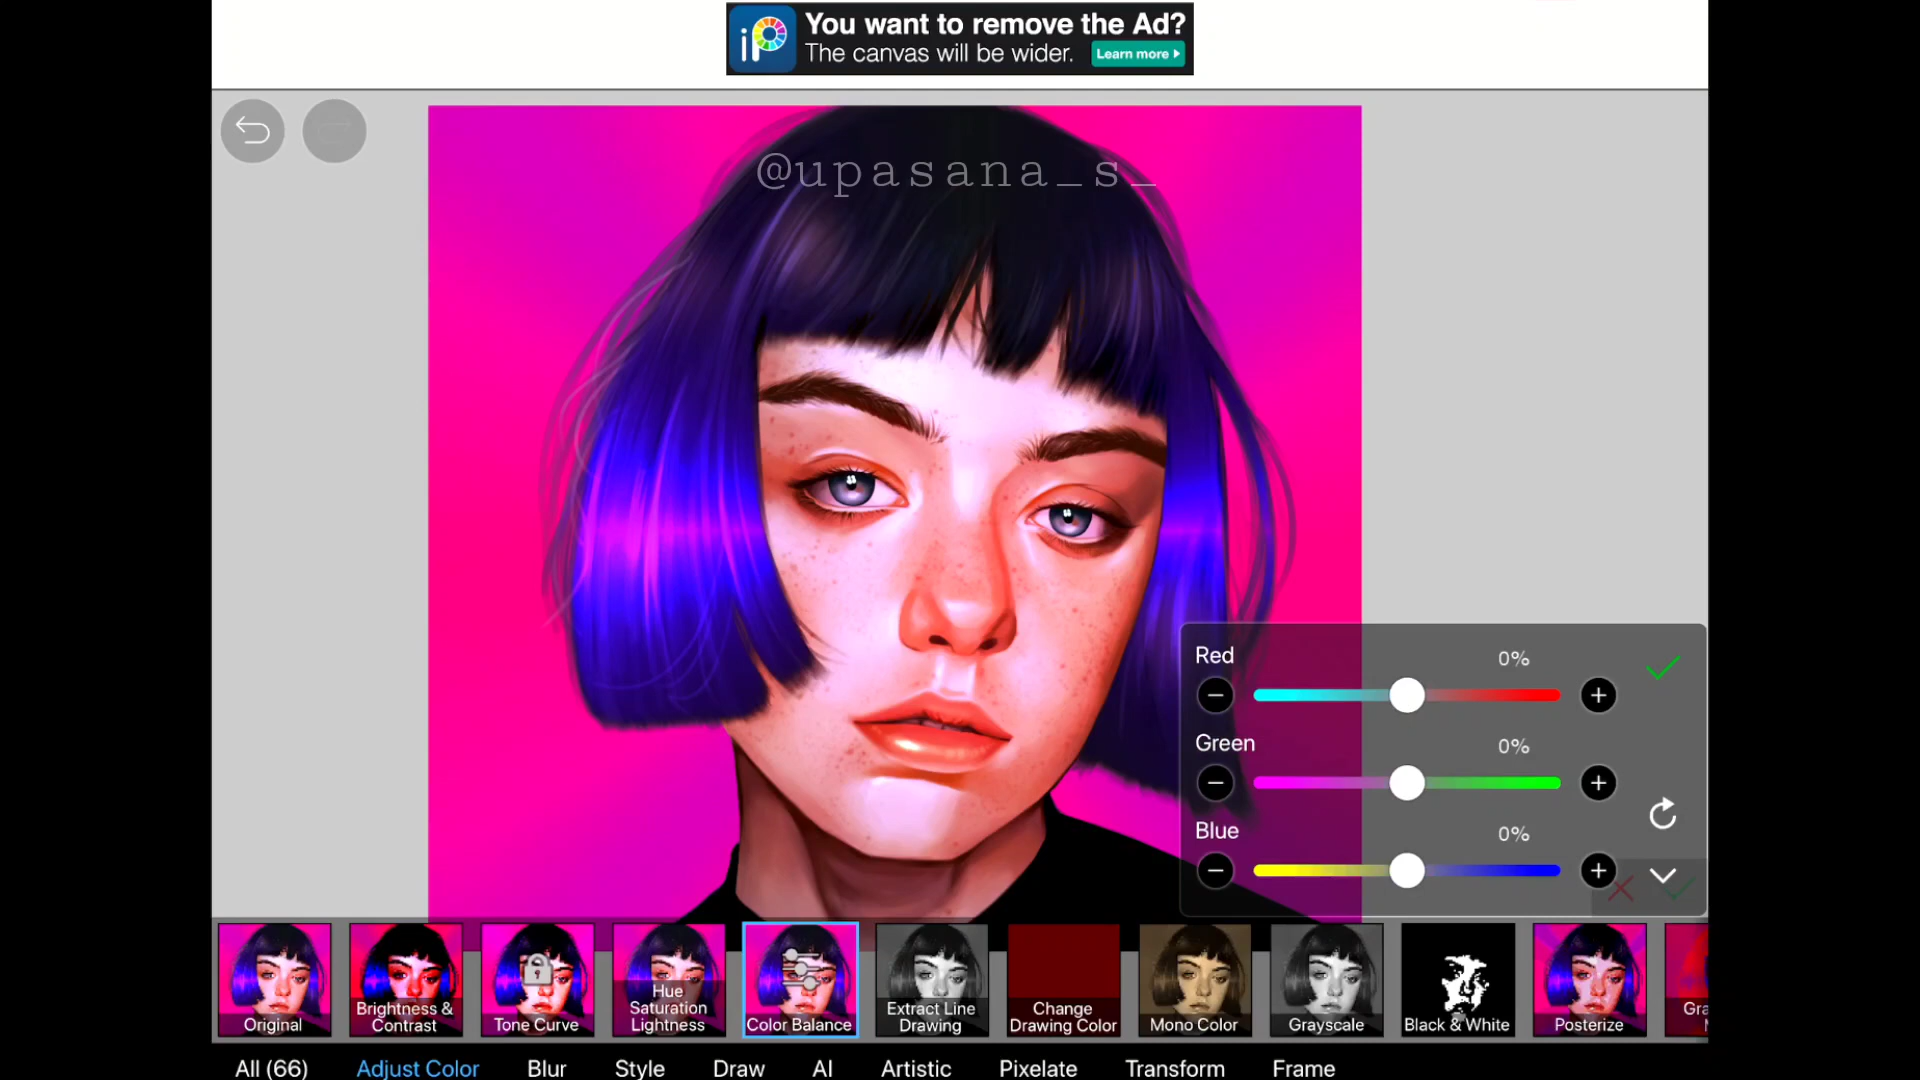 You want to remove the Ad?
iP
The canvas will be wider.
Learn more
@upasana_s_
Red
0%
Green
0%
Blue
0%
Original
Brightness &
Contrast
Tone Curve
Hue
Saturation
Lightness
Color Balance
Extract Line
Drawing
Change
Drawing Color
Mono Color
Grayscale
Black & White
Posterize
All (66)
Adjust Color
Blur
Style
Draw
AI
Artistic
Pixelate
Transform
Frame